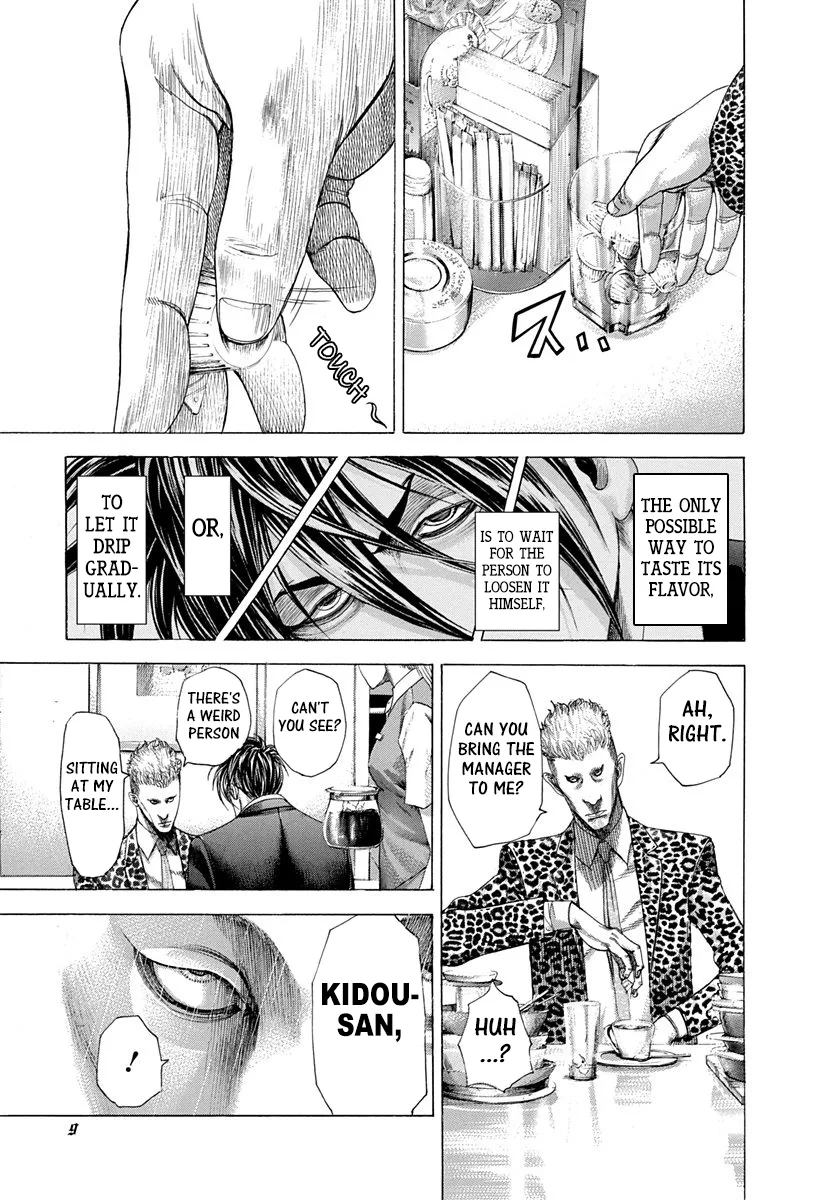 ス..
TOUCH~
THE ONLY
POSSIBLE
WAY TO
TASTE ITS
FLAVOR,
IS TO WAIT
FOR THE
PERSON TO
LOOSEN IT
HIMSELF,
OR,
TO
LET IT
DRIP
GRAD-
UALLY.
AH,
RIGHT.
CAN YOU
BRING THE
MANAGER
TO ME?
HUH
...?
CAN'T
YOU SEE?
THERE'S
A WEIRD
PERSON
SITTING
AT MY
TABLE...
KIDOU-
SAN,
!
9